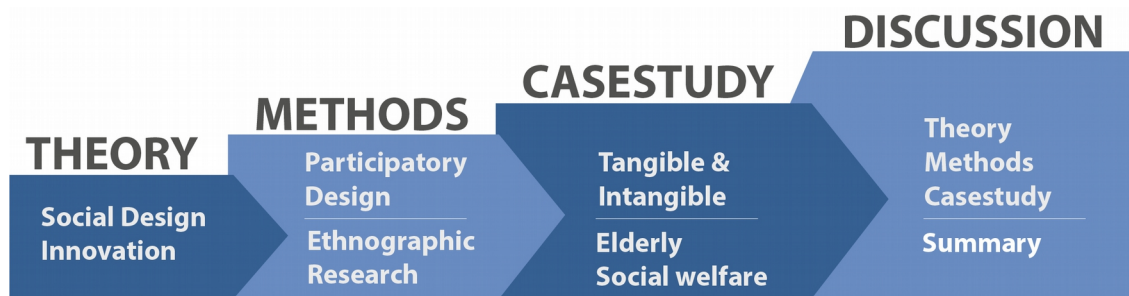 THEORY
Social Design
Innovation
METHODS
Participatory
Design
Ethnographic
Research
CASESTUDY
Tangible &
Intangible
Elderly
Social welfare
DISCUSSION
Theory
Methods
Casestudy
Summary